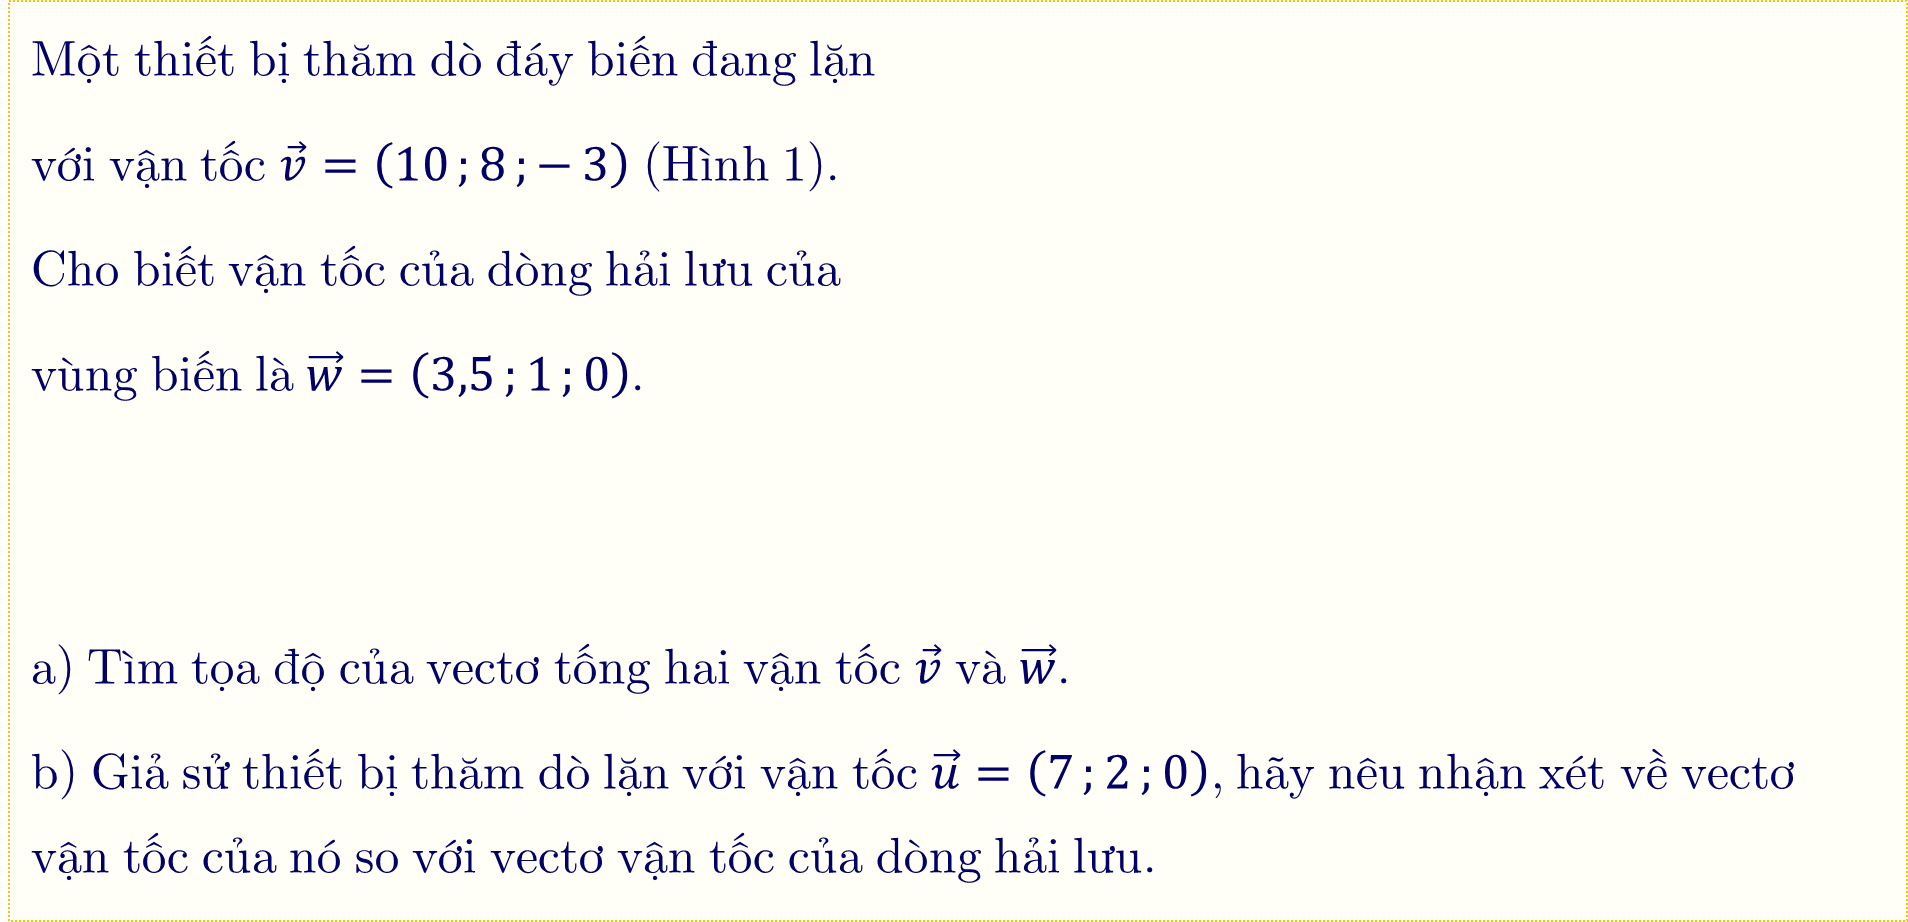 Một thiết bị thăm dò đáy biển đang lặn
với vận tốc v⃗ = (10 ; 8 ; − 3) (Hình 1).
Cho biết vận tốc của dòng hải lưu của
vùng biển là w⃗ = (3,5 ; 1 ; 0).
a) Tìm tọa độ của vectơ tổng hai vận tốc v⃗ và w⃗.
b) Giả sử thiết bị thăm dò lặn với vận tốc u⃗ = (7 ; 2 ; 0), hãy nêu nhận xét về vectơ
vận tốc của nó so với vectơ vận tốc của dòng hải lưu.